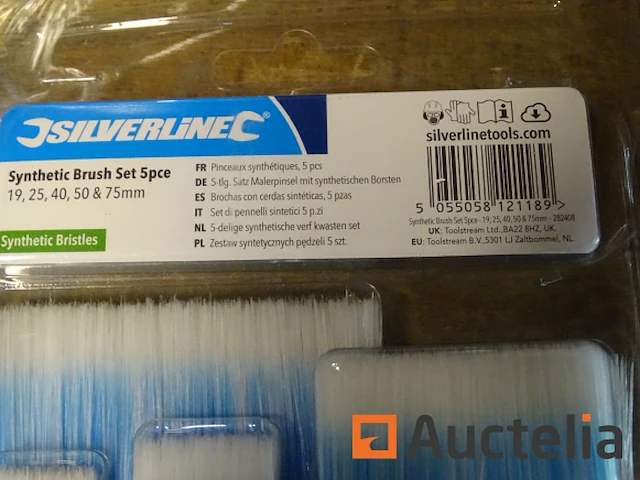 SILVERLINE®
Synthetic Brush Set 5pce
19, 25, 40, 50 & 75mm
Synthetic Bristles
FR Pinceaux synthétiques, 5 pcs
DE 5-tlg. Satz Malerpinsel mit synthetischen Borsten
ES Brochas con cerdas sintéticas, 5 pzas
IT Set di pennelli sintetici 5 p.zi
NL 5-delige synthetische verf kwasten set
PL Zestaw syntetycznych pędzeli 5 szt.
silverlinetools.com
5 055058 121189 >
Synthetic Brush Set 5pce - 19, 25, 40, 50 & 75mm - 282408
UK: Toolstream Ltd.,BA22 8HZ, UK.
EU: Toolstream B.V.,5301 LJ Zaltbommel, NL.
Auctelia